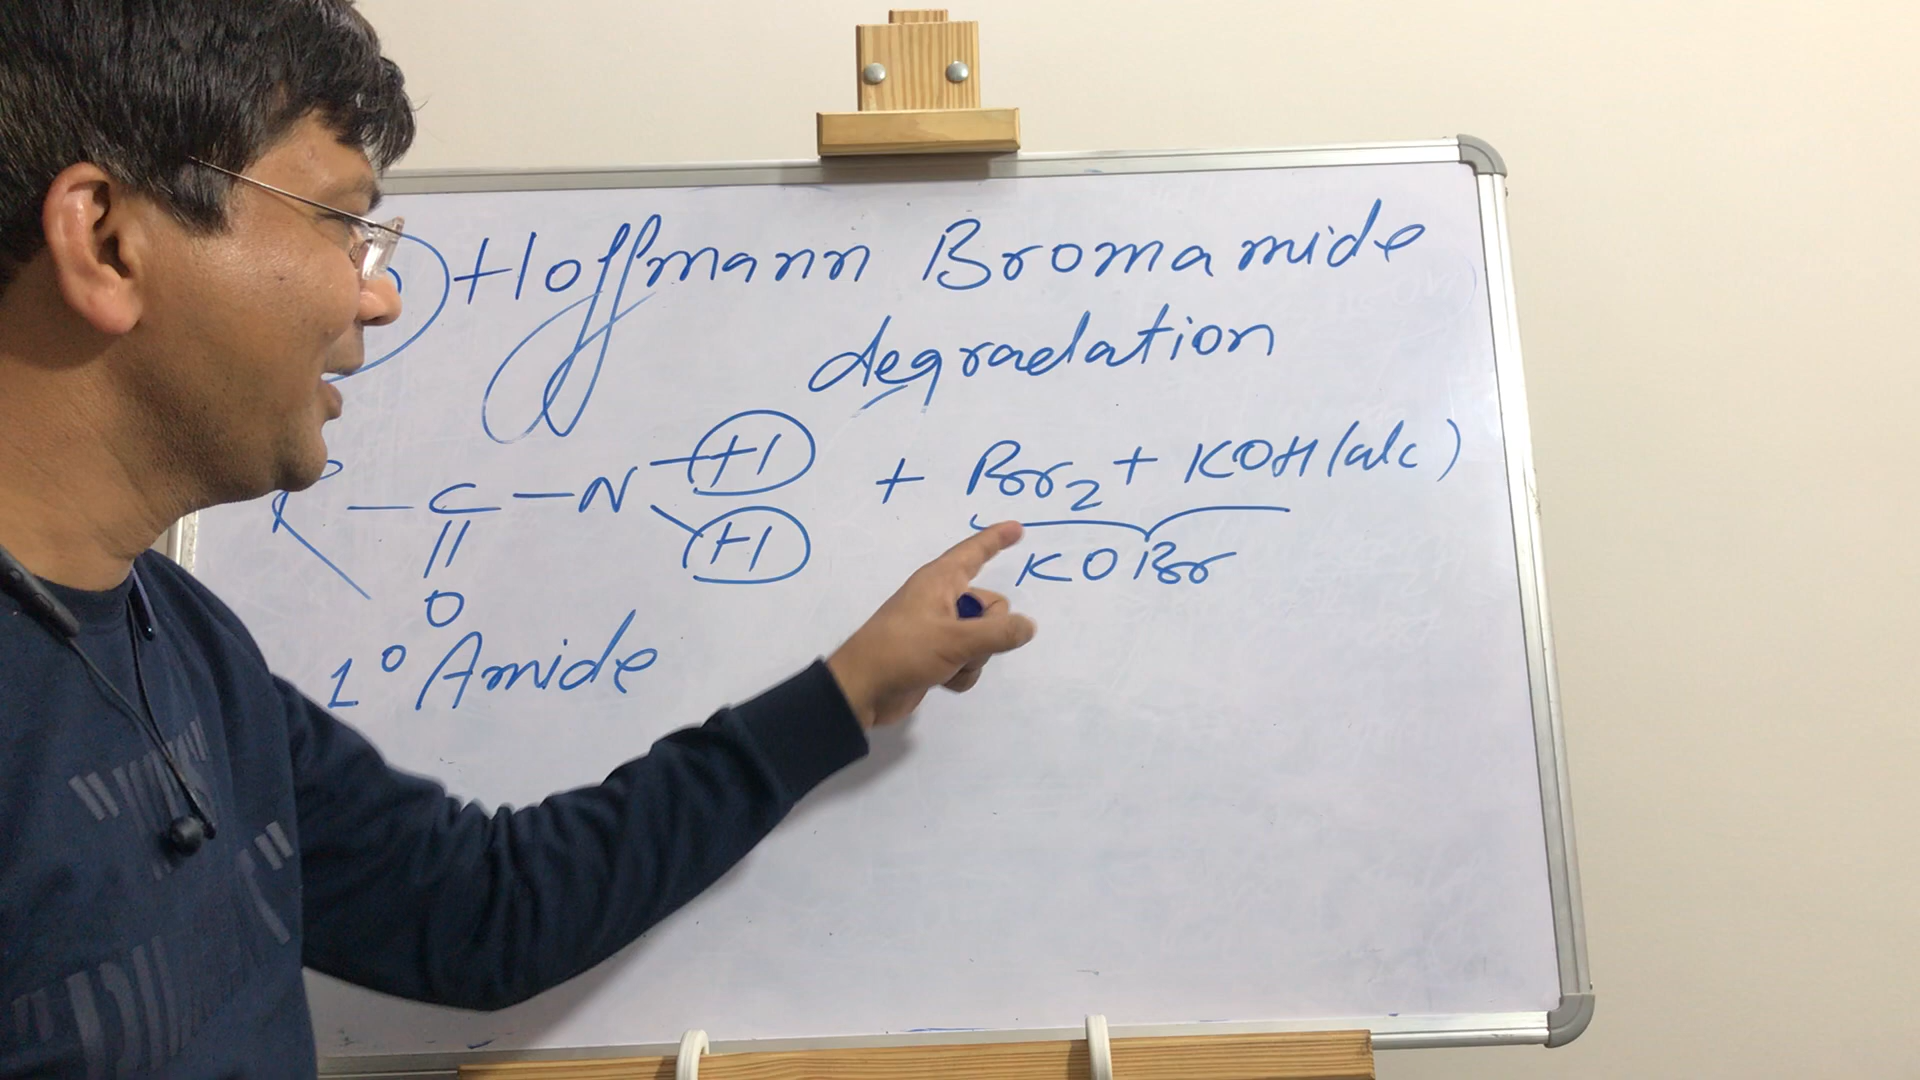 Hoffmann Bromamide
degradation
R - C - N H + Br2 + KOH (alc)
H
KOBr
O
1° Amide